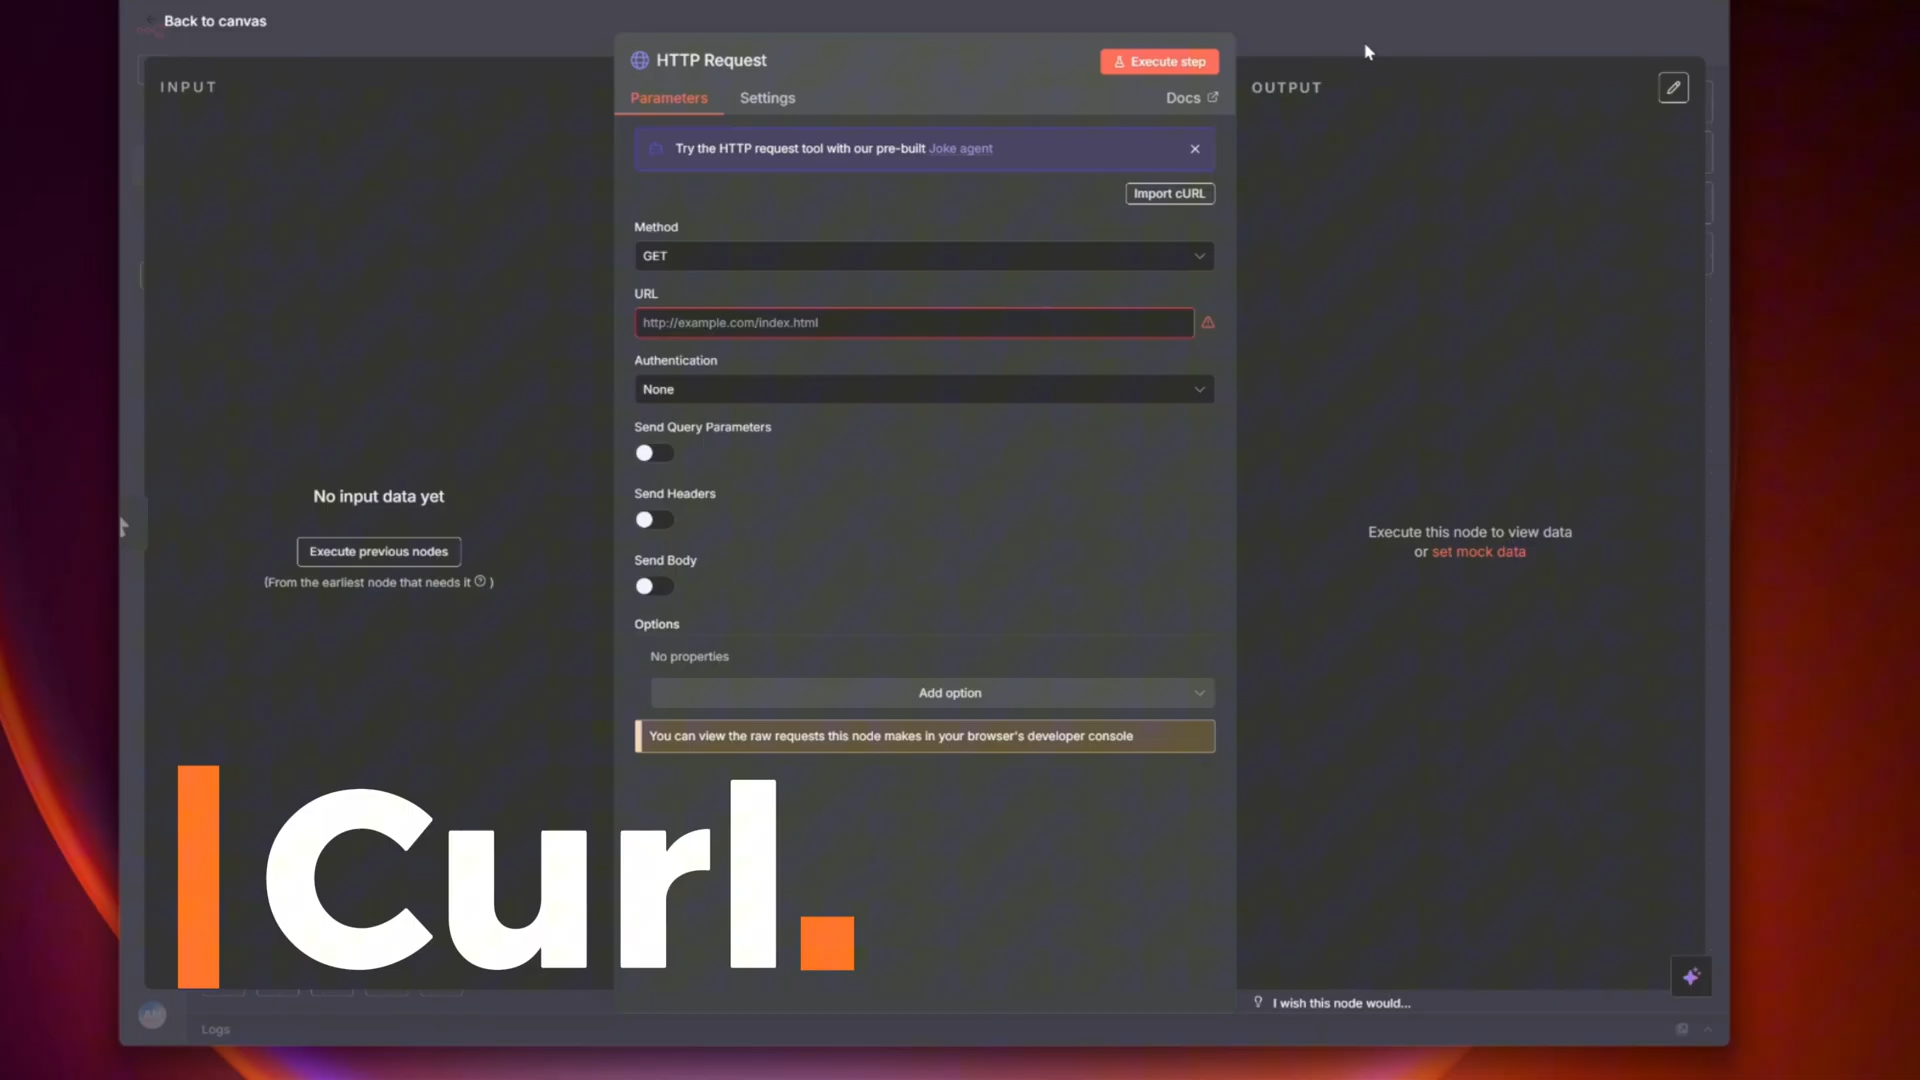 Back to canvas
INPUT
HTTP Request
Execute step
OUTPUT
Parameters
Settings
Docs
Try the HTTP request tool with our pre-built Joke agent
Import cURL
Method
GET
URL
http://example.com/index.html
Authentication
None
Send Query Parameters
Send Headers
No input data yet
Execute previous nodes
(From the earliest node that needs it ? )
Execute this node to view data
or set mock data
Send Body
Options
No properties
Add option
You can view the raw requests this node makes in your browser's developer console
Curl.
I wish this node would...
AM
Logs